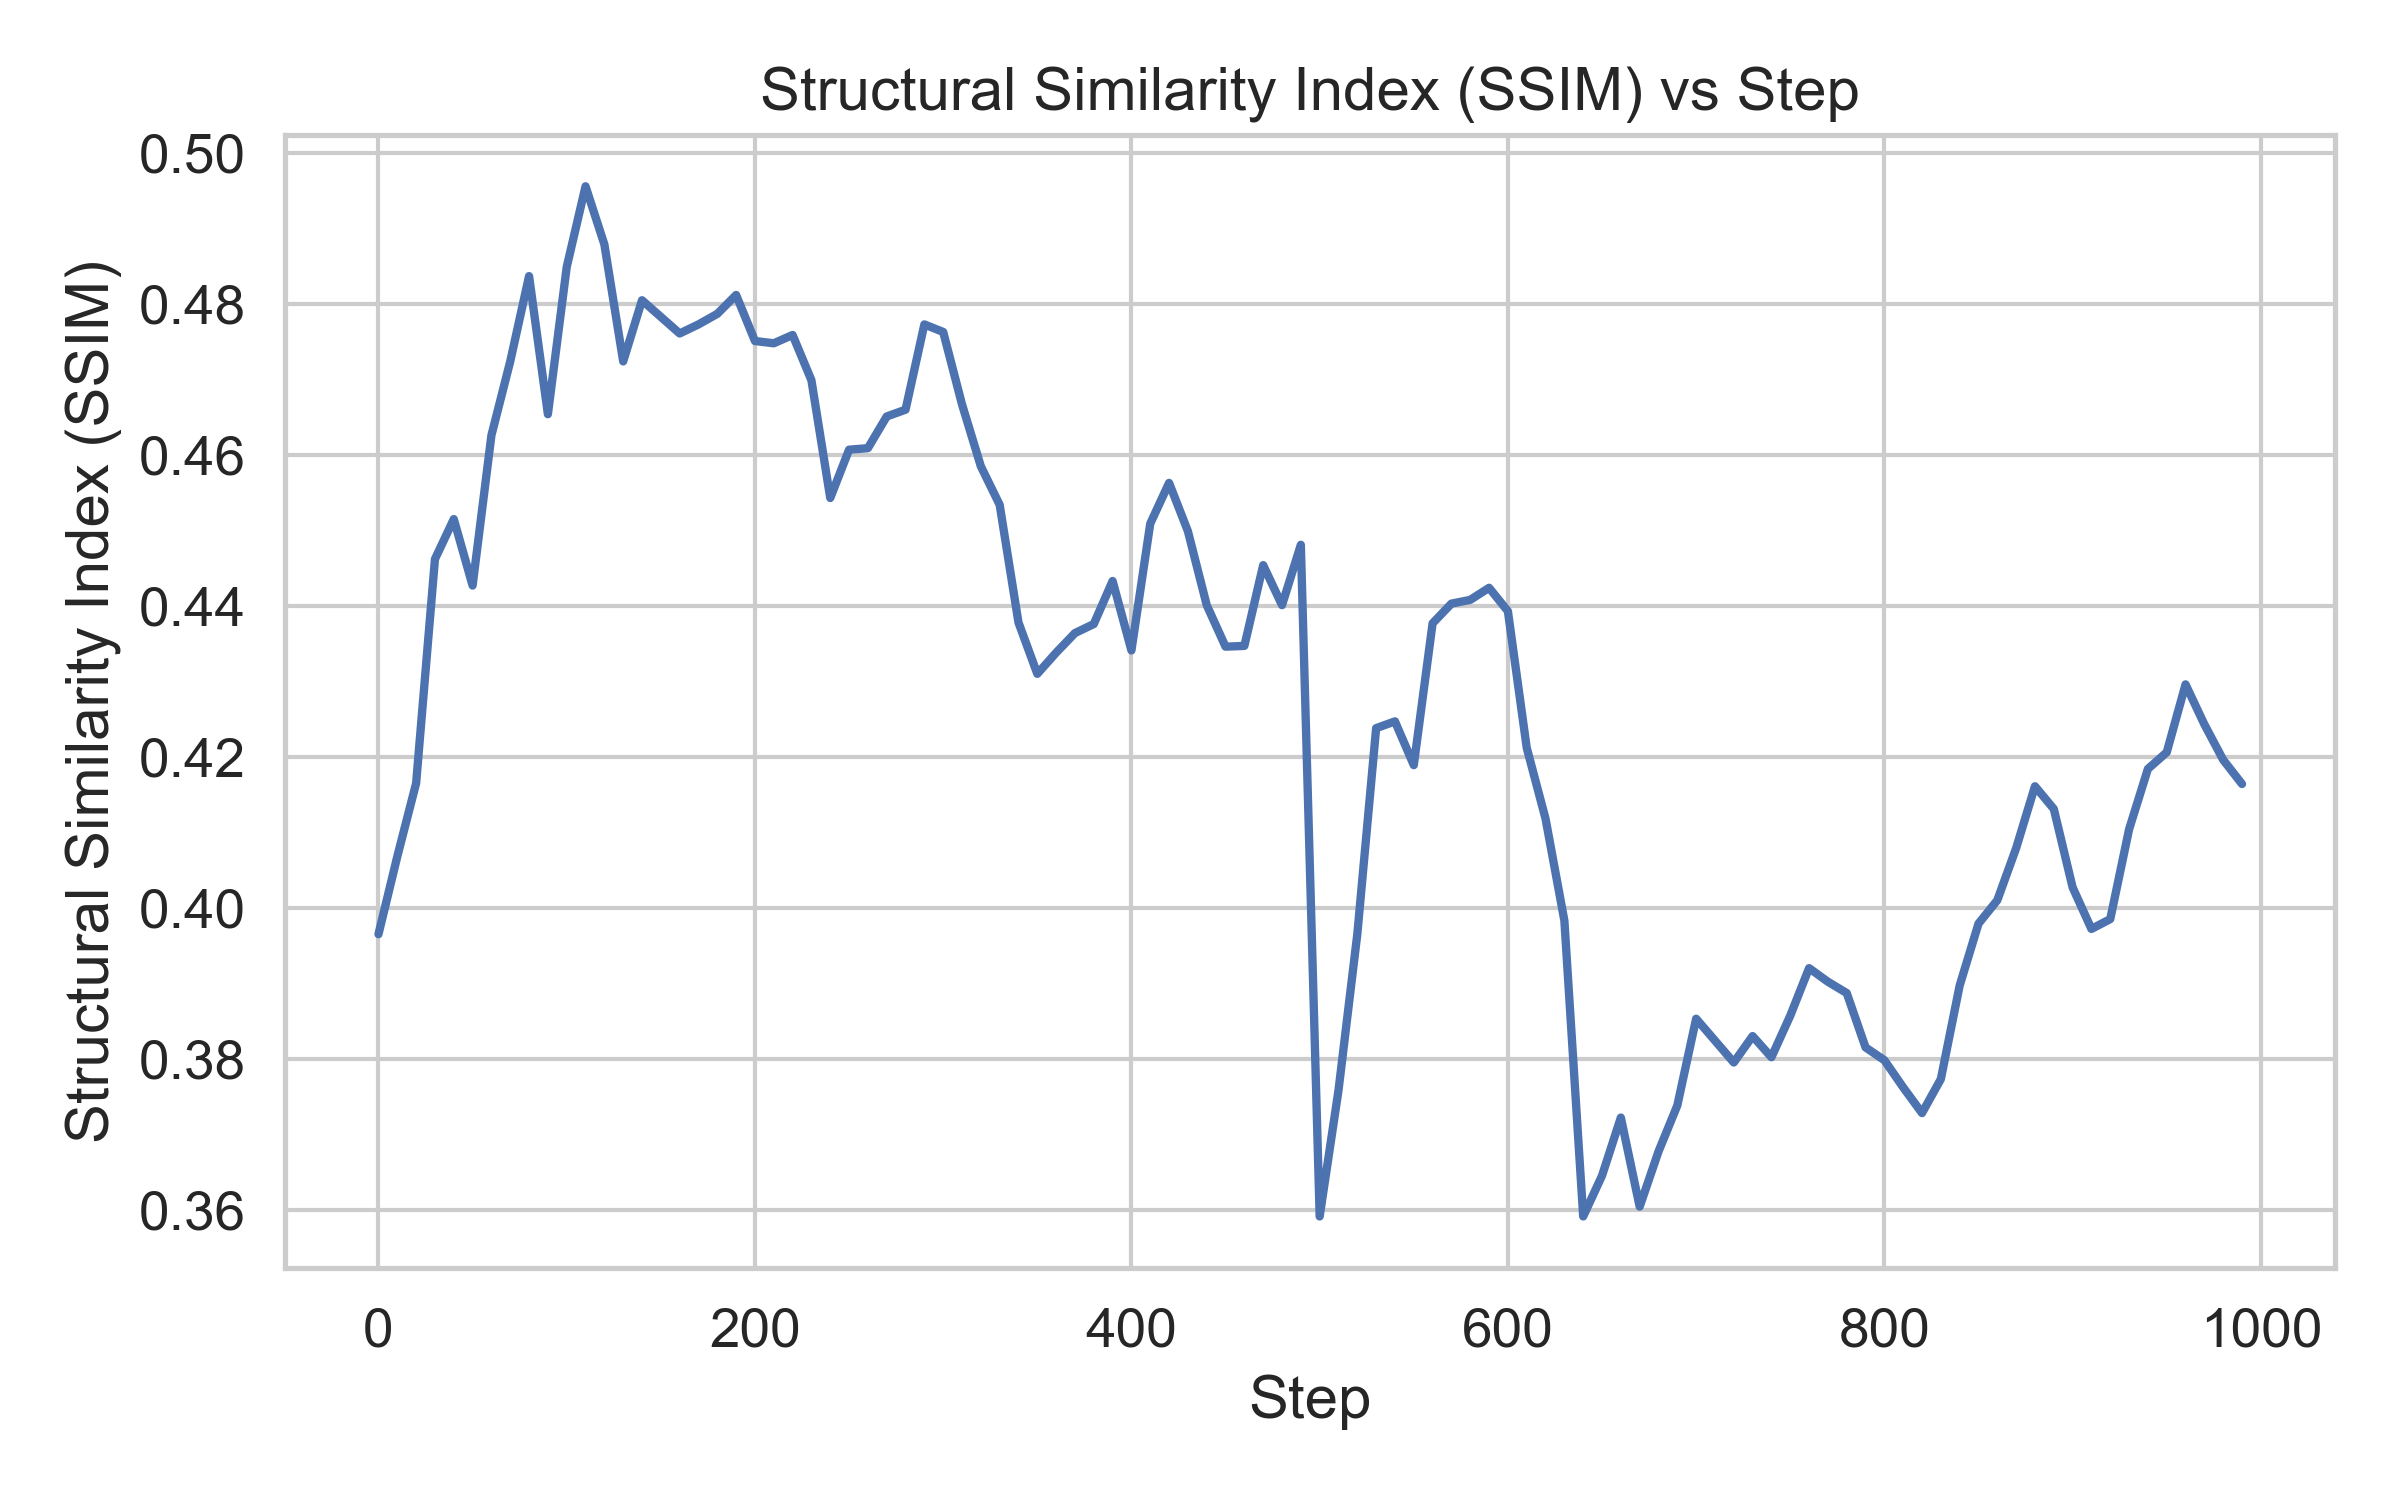 Structural Similarity Index (SSIM) vs Step
Structural Similarity Index (SSIM)
0.50
0.48
0.46
0.44
0.42
0.40
0.38
0.36
0 200 400 600 800 1000
Step